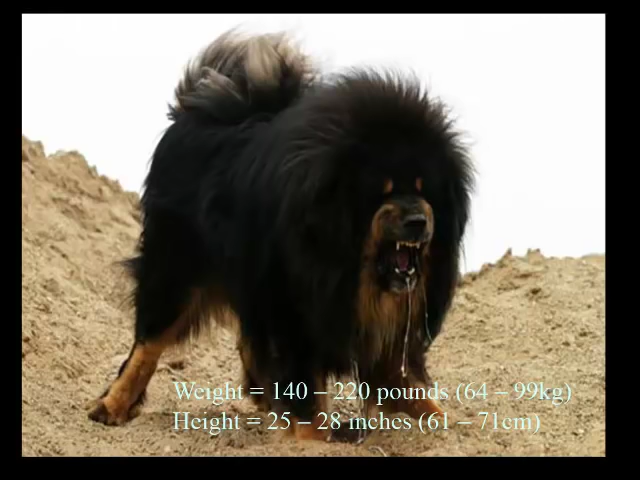 Weight = 140 – 220 pounds (64 – 99kg)
Height = 25 – 28 inches (61 – 71cm)